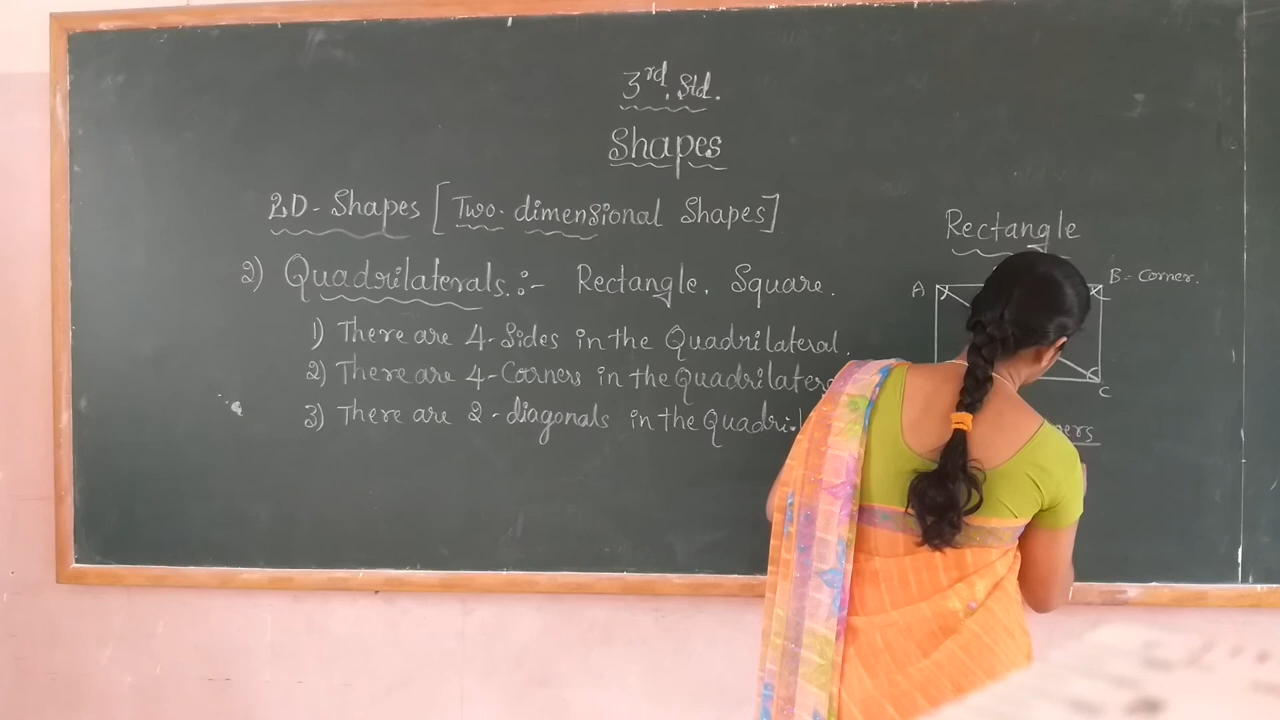 3rd. Std.
Shapes
2D - Shapes [Two - dimensional Shapes]
2) Quadrilaterals. :- Rectangle, Square.
1) There are 4-Sides in the Quadrilateral.
2) There are 4-Corners in the Quadrilatera
3) There are 2-diagonals in the Quadri
Rectangle
A
B - Corner.
C